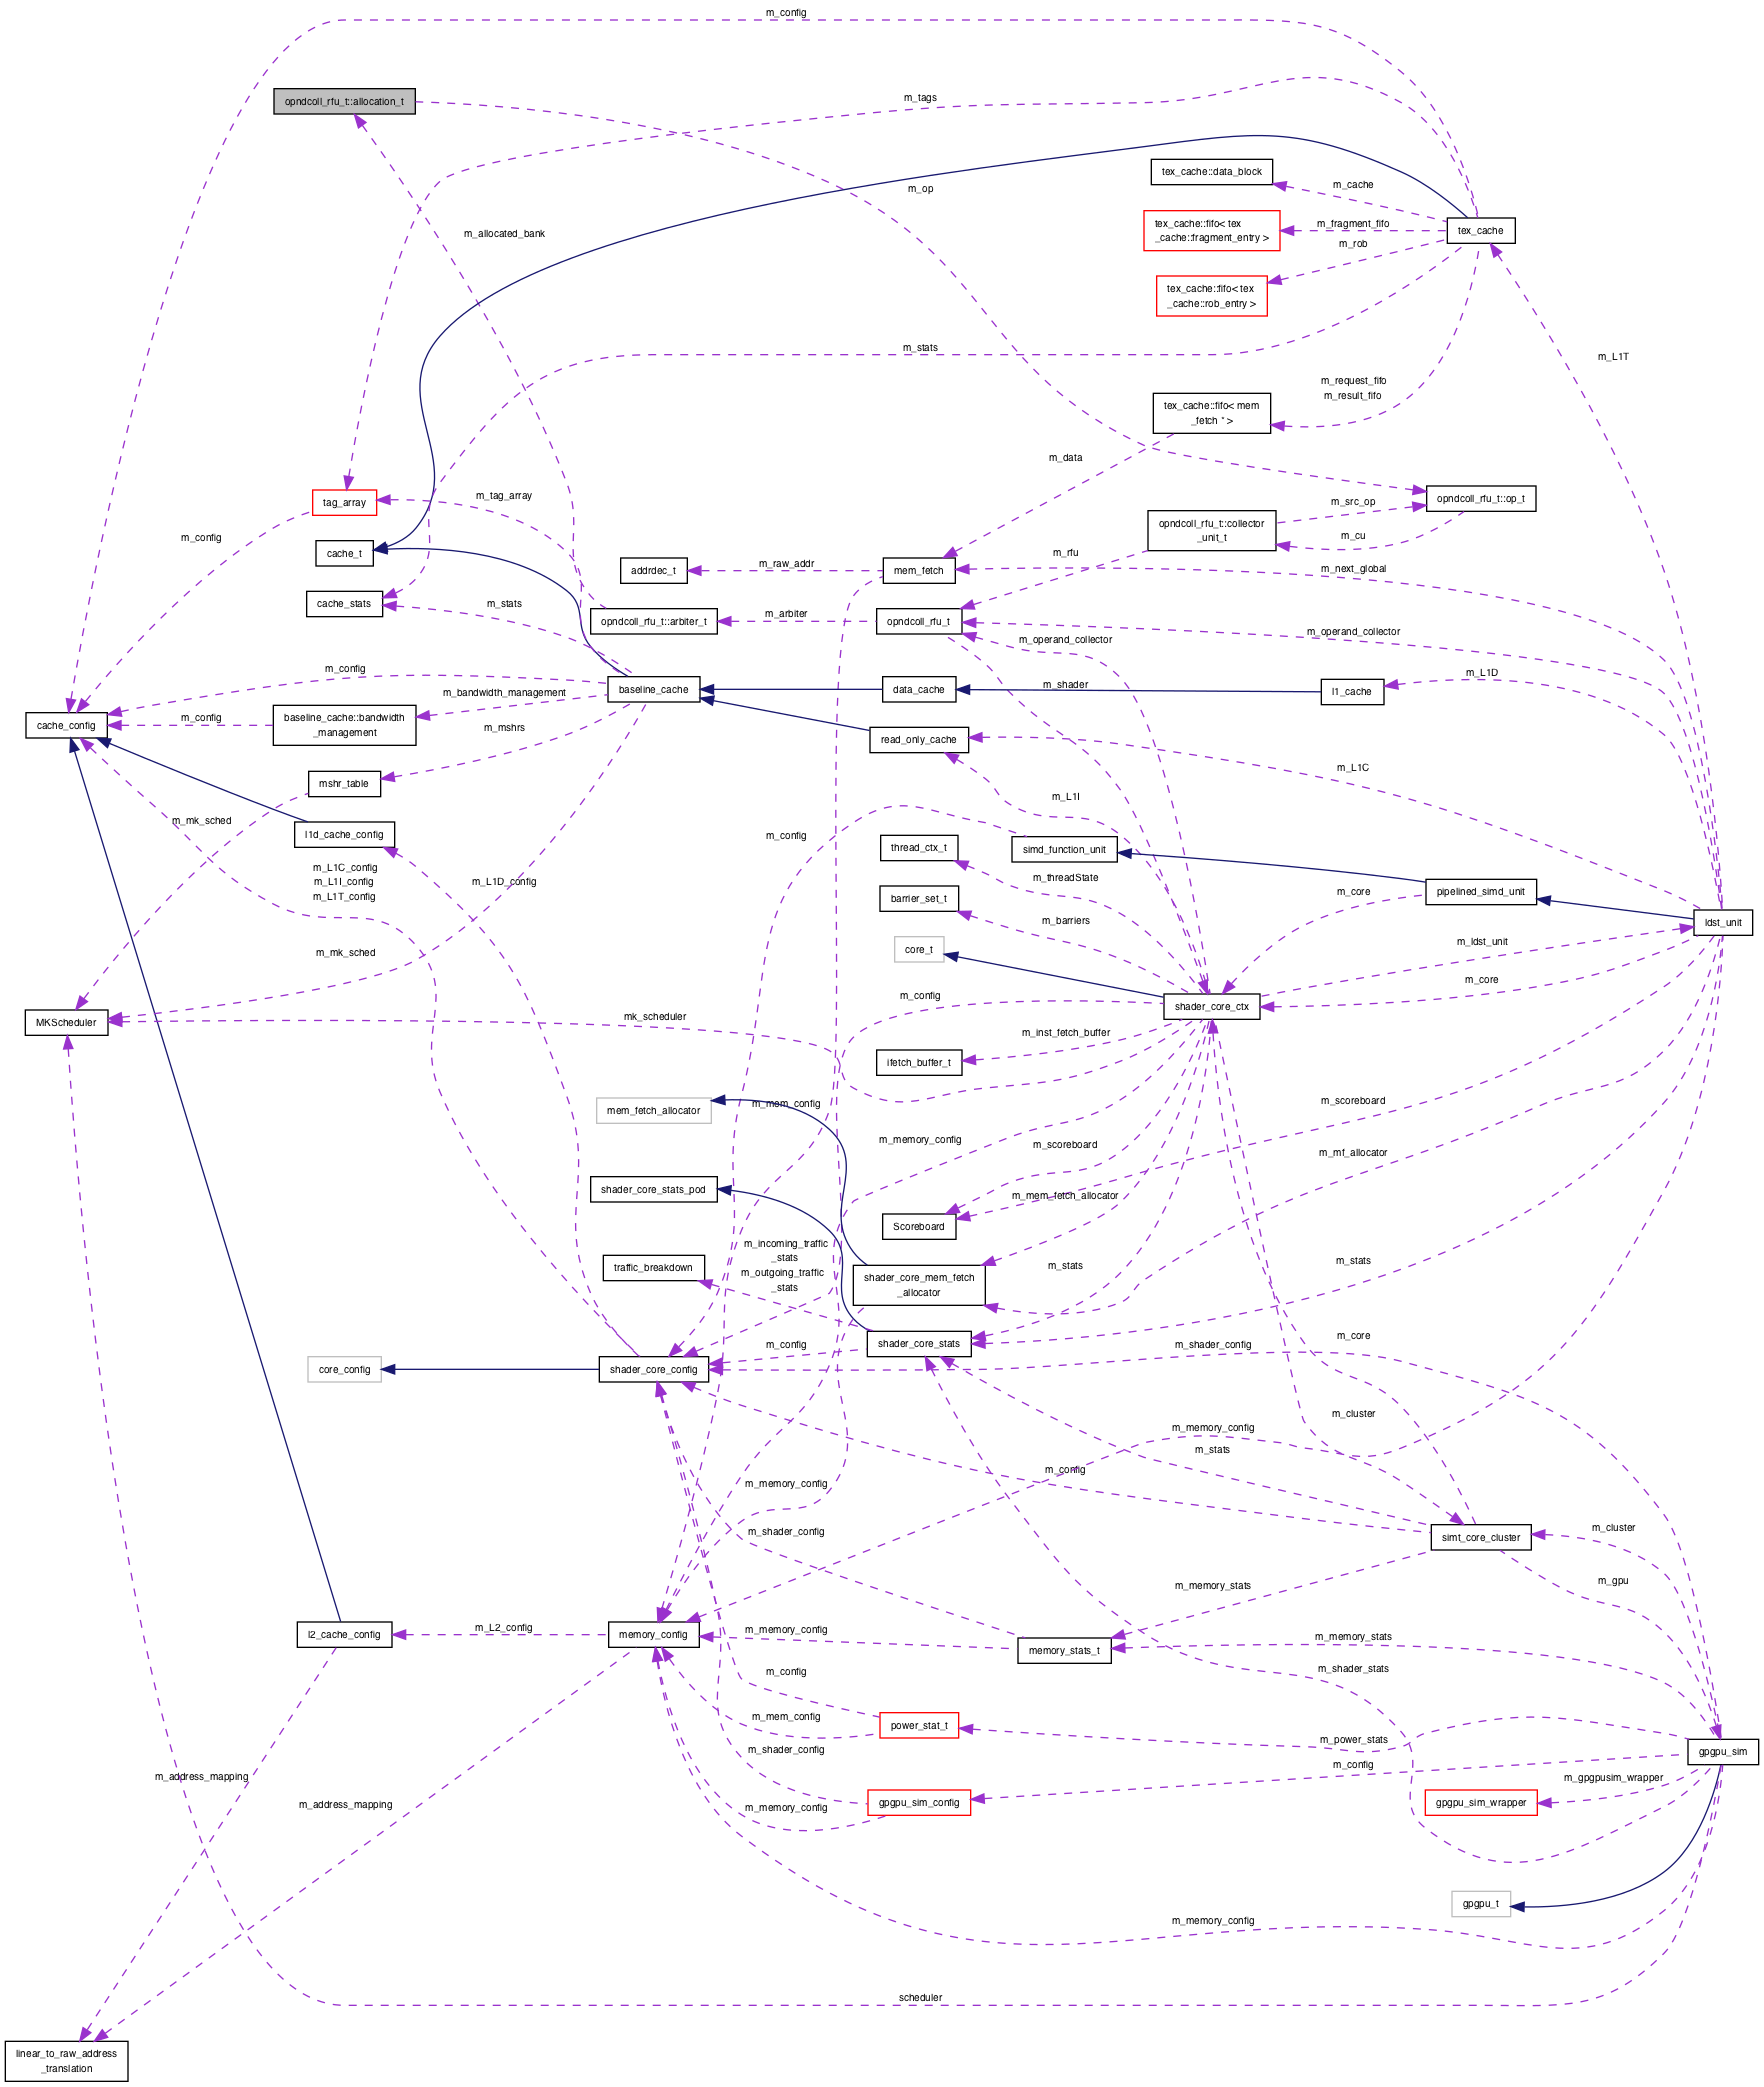 m_config
opndcoll_rfu_t::allocation_t
m_tags
tex_cache::data_block
m_cache
m_op
m_allocated_bank
tex_cache::fifo< tex
_cache::fragment_entry >
m_fragment_fifo
tex_cache
m_rob
tex_cache::fifo< tex
_cache::rob_entry >
m_stats
m_L1T
m_request_fifo
m_result_fifo
tex_cache::fifo< mem
_fetch * >
m_data
tag_array
m_tag_array
opndcoll_rfu_t::op_t
m_src_op
opndcoll_rfu_t::collector
_unit_t
m_config
m_cu
cache_t
m_rfu
addrdec_t
m_raw_addr
mem_fetch
m_next_global
cache_stats
m_stats
opndcoll_rfu_t::arbiter_t
m_arbiter
opndcoll_rfu_t
m_operand_collector
m_operand_collector
m_config
baseline_cache
data_cache
m_shader
l1_cache
m_L1D
m_bandwidth_management
cache_config
m_config
baseline_cache::bandwidth
_management
m_mshrs
read_only_cache
m_L1C
mshr_table
m_L1I
m_mk_sched
l1d_cache_config
m_config
thread_ctx_t
simd_function_unit
m_L1C_config
m_L1I_config
m_L1T_config
m_L1D_config
m_threadState
m_core
pipelined_simd_unit
barrier_set_t
m_barriers
ldst_unit
core_t
m_ldst_unit
m_mk_sched
m_core
m_config
shader_core_ctx
MKScheduler
mk_scheduler
m_inst_fetch_buffer
ifetch_buffer_t
mem_fetch_allocator
m_mem_config
m_scoreboard
m_memory_config
m_scoreboard
m_mf_allocator
shader_core_stats_pod
m_mem_fetch_allocator
Scoreboard
m_incoming_traffic
_stats
m_outgoing_traffic
_stats
traffic_breakdown
shader_core_mem_fetch
_allocator
m_stats
m_stats
m_config
shader_core_stats
m_shader_config
m_core
core_config
shader_core_config
m_cluster
m_memory_config
m_stats
m_config
m_memory_config
m_shader_config
simt_core_cluster
m_cluster
m_memory_stats
m_gpu
l2_cache_config
m_L2_config
memory_config
m_memory_config
memory_stats_t
m_memory_stats
m_config
m_shader_stats
m_mem_config
power_stat_t
m_power_stats
gpgpu_sim
m_shader_config
m_config
m_address_mapping
m_address_mapping
m_memory_config
gpgpu_sim_config
gpgpu_sim_wrapper
m_gpgpusim_wrapper
gpgpu_t
m_memory_config
scheduler
linear_to_raw_address
_translation